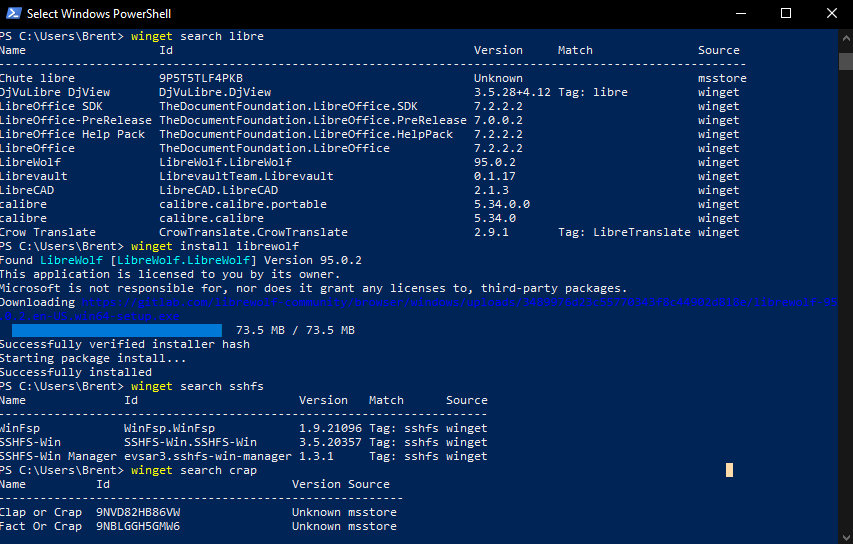 Select Windows PowerShell
PS C:\Users\Brent> winget search libre
Name Id Version Match Source
--------------------------------------------------------------------------------------------------------------
Chute libre 9P5T5TLF4PKB Unknown msstore
DjVuLibre DjView DjVuLibre.DjView 3.5.28+4.12 Tag: libre winget
LibreOffice SDK TheDocumentFoundation.LibreOffice.SDK 7.2.2.2 winget
LibreOffice-PreRelease TheDocumentFoundation.LibreOffice.PreRelease 7.0.0.2 winget
LibreOffice Help Pack TheDocumentFoundation.LibreOffice.HelpPack 7.2.2.2 winget
LibreOffice TheDocumentFoundation.LibreOffice 7.2.2.2 winget
LibreWolf LibreWolf.LibreWolf 95.0.2 winget
Librevault LibrevaultTeam.Librevault 0.1.17 winget
LibreCAD LibreCAD.LibreCAD 2.1.3 winget
calibre calibre.calibre.portable 5.34.0.0 winget
calibre calibre.calibre 5.34.0 winget
Crow Translate CrowTranslate.CrowTranslate 2.9.1 Tag: LibreTranslate winget
PS C:\Users\Brent> winget install librewolf
Found LibreWolf [LibreWolf.LibreWolf] Version 95.0.2
This application is licensed to you by its owner.
Microsoft is not responsible for, nor does it grant any licenses to, third-party packages.
Downloading
73.5 MB / 73.5 MB
Successfully verified installer hash
Starting package install...
Successfully installed
PS C:\Users\Brent> winget search sshfs
Name Id Version Match Source
-----------------------------------------------------------------------
WinFsp WinFsp.WinFsp 1.9.21096 Tag: sshfs winget
SSHFS-Win SSHFS-Win.SSHFS-Win 3.5.20357 Tag: sshfs winget
SSHFS-Win Manager evsar3.sshfs-win-manager 1.3.1 Tag: sshfs winget
PS C:\Users\Brent> winget search crap
Name Id Version Source
----------------------------------------------------------
Clap or Crap 9NVD82HB86VW Unknown msstore
Fact Or Crap 9NBLGGH5GMW6 Unknown msstore